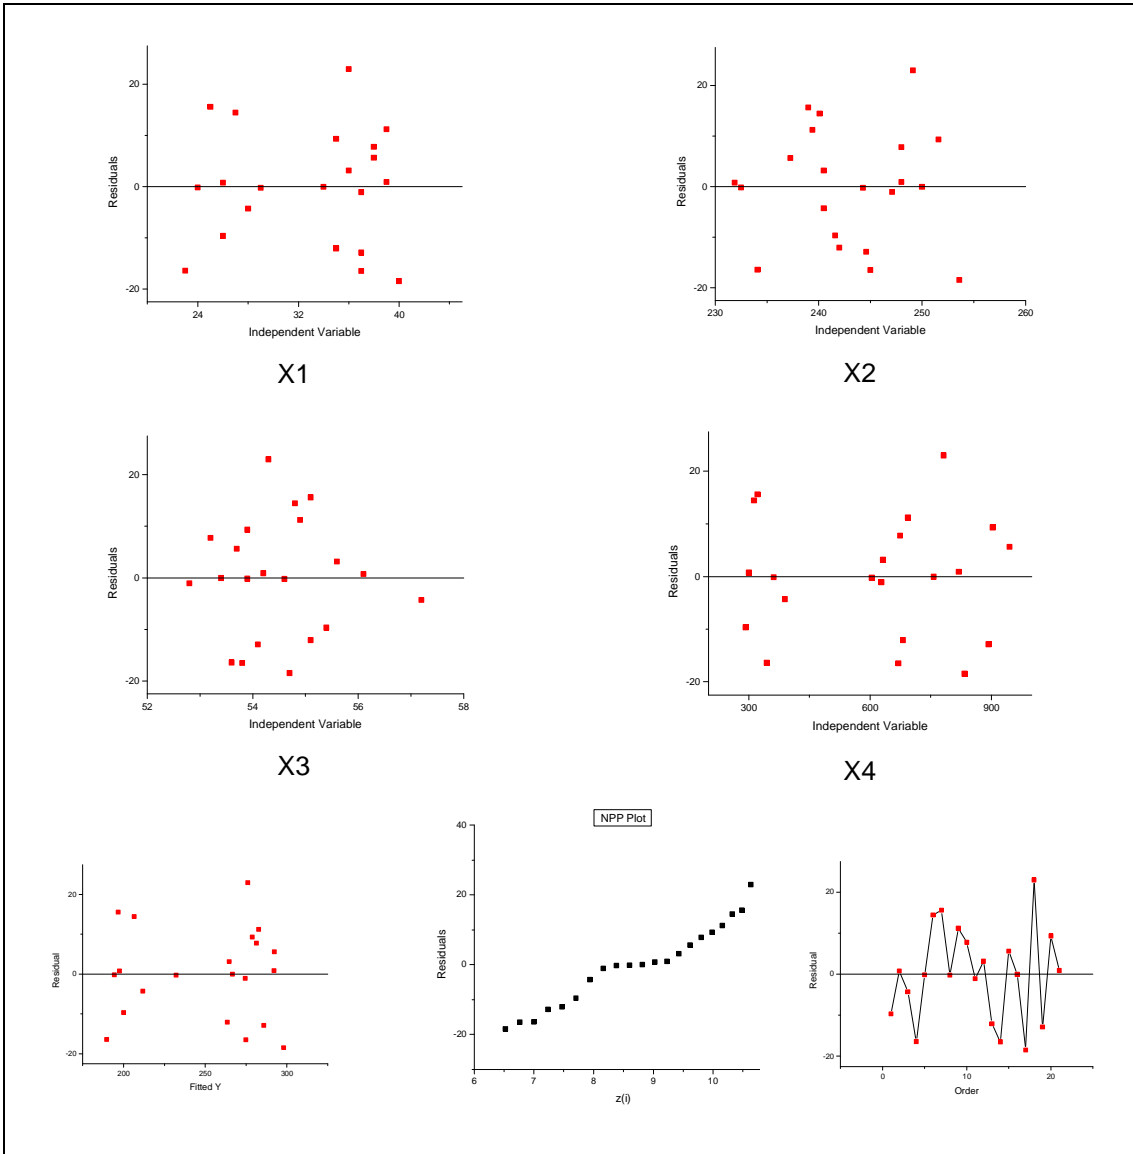 20
0
-20
Residuals
24
32
40
Independent Variable
X1
20
0
-20
Residuals
230
240
250
260
Independent Variable
X2
20
0
-20
Residuals
52
54
56
58
Independent Variable
X3
20
0
-20
Residuals
300
600
900
Independent Variable
X4
20
0
-20
Residual
200
250
300
Fitted Y
NPP Plot
40
20
0
-20
Residuals
6
7
8
9
10
z(i)
20
0
-20
Residual
0
10
20
Order